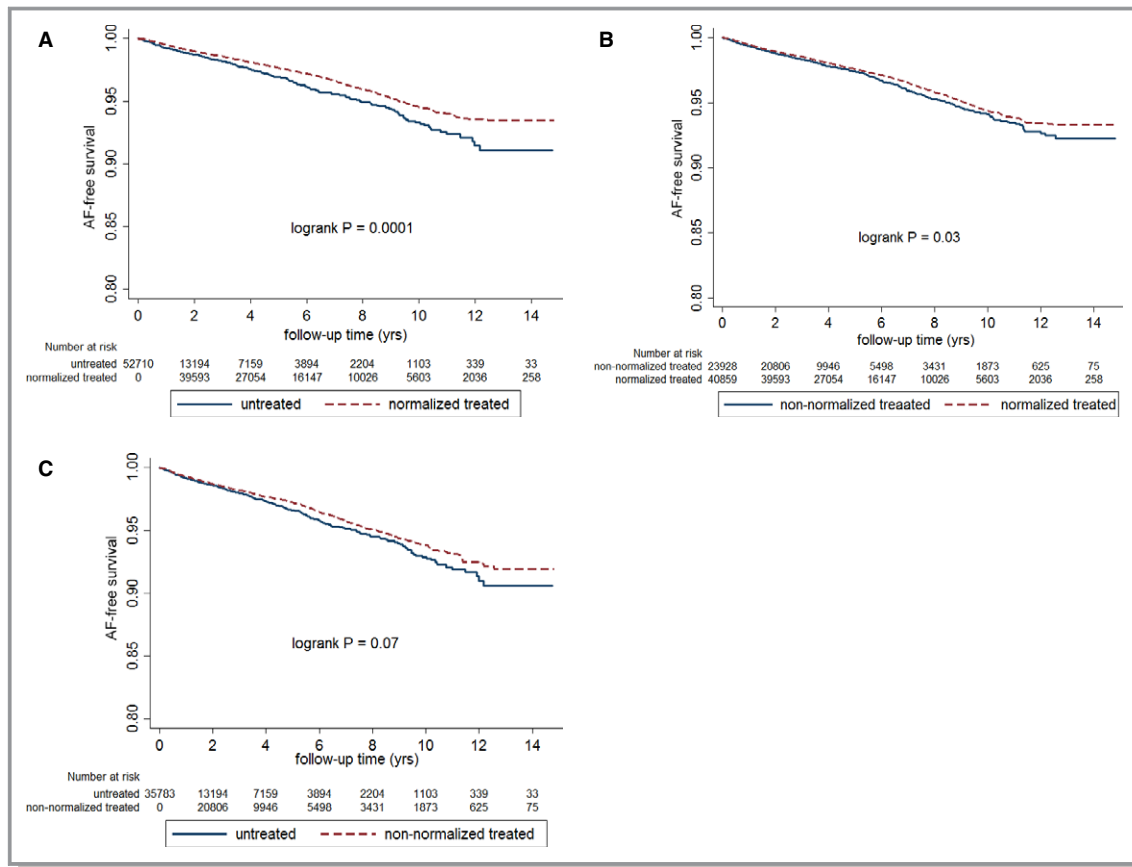 A
1.00
0.95
0.90
0.85
0.80
AF-free survival
logrank P = 0.0001
0 2 4 6 8 10 12 14
follow-up time (yrs)
Number at risk
untreated 52710 13194 7159 3894 2204 1103 339 33
normalized treated 0 39593 27054 16147 10026 5603 2036 258
untreated normalized treated
B
1.00
0.95
0.90
0.85
0.80
AF-free survival
logrank P = 0.03
0 2 4 6 8 10 12 14
follow-up time (yrs)
Number at risk
non-normalized treated 23928 20806 9946 5498 3431 1873 625 75
normalized treated 40859 39593 27054 16147 10026 5603 2036 258
non-normalized treaated normalized treated
C
1.00
0.95
0.90
0.85
0.80
AF-free survival
logrank P = 0.07
0 2 4 6 8 10 12 14
follow-up time (yrs)
Number at risk
untreated 35783 13194 7159 3894 2204 1103 339 33
non-normalized treated 0 20806 9946 5498 3431 1873 625 75
untreated non-normalized treated